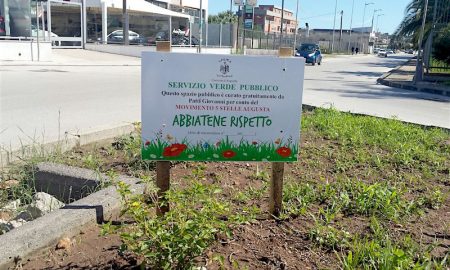 SERVIZIO VERDE PUBBLICO
Questo spazio pubblico è curato gratuitamente da
Patti Giovanni per conto del
MOVIMENTO 5 STELLE AUGUSTA
ABBIATENE RISPETTO